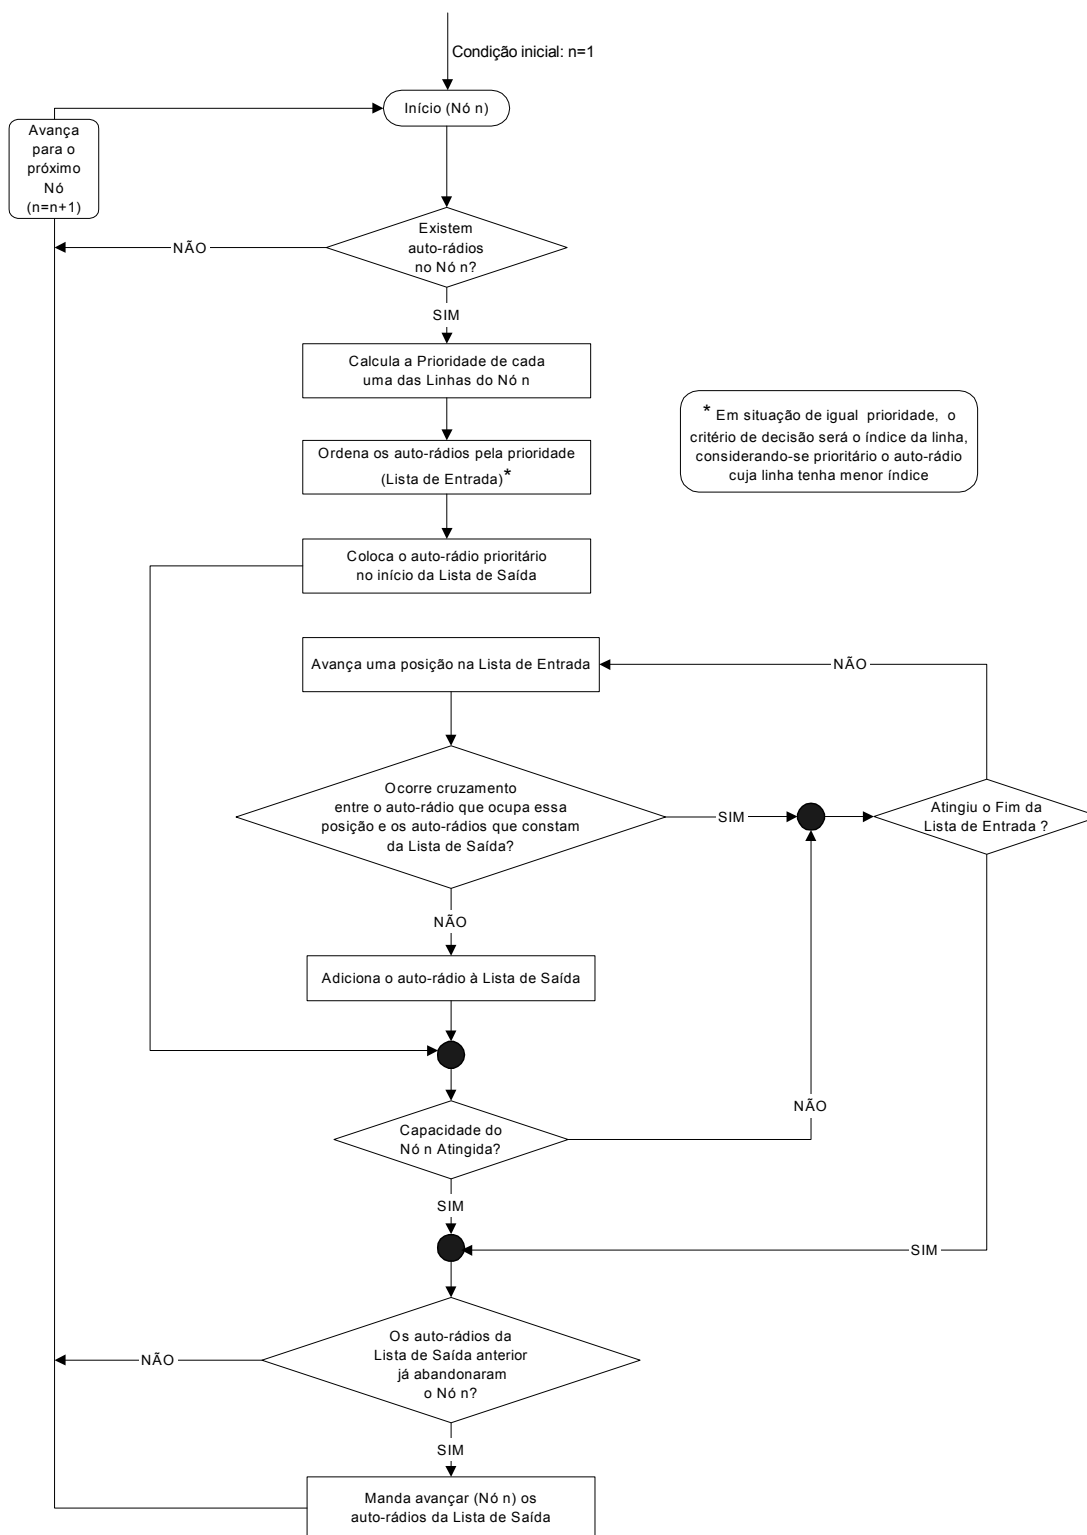 Condição inicial: n=1
Início (Nó n)
Avança
para o
próximo
Nó
(n=n+1)
Existem
auto-rádios
no Nó n?
NÃO
SIM
Calcula a Prioridade de cada
uma das Linhas do Nó n
* Em situação de igual prioridade, o
critério de decisão será o índice da linha,
considerando-se prioritário o auto-rádio
cuja linha tenha menor índice
Ordena os auto-rádios pela prioridade
(Lista de Entrada)*
Coloca o auto-rádio prioritário
no início da Lista de Saída
Avança uma posição na Lista de Entrada
NÃO
Ocorre cruzamento
entre o auto-rádio que ocupa essa
posição e os auto-rádios que constam
da Lista de Saída?
SIM
Atingiu o Fim da
Lista de Entrada ?
NÃO
Adiciona o auto-rádio à Lista de Saída
NÃO
Capacidade do
Nó n Atingida?
SIM
SIM
Os auto-rádios da
Lista de Saída anterior
já abandonaram
o Nó n?
NÃO
SIM
Manda avançar (Nó n) os
auto-rádios da Lista de Saída